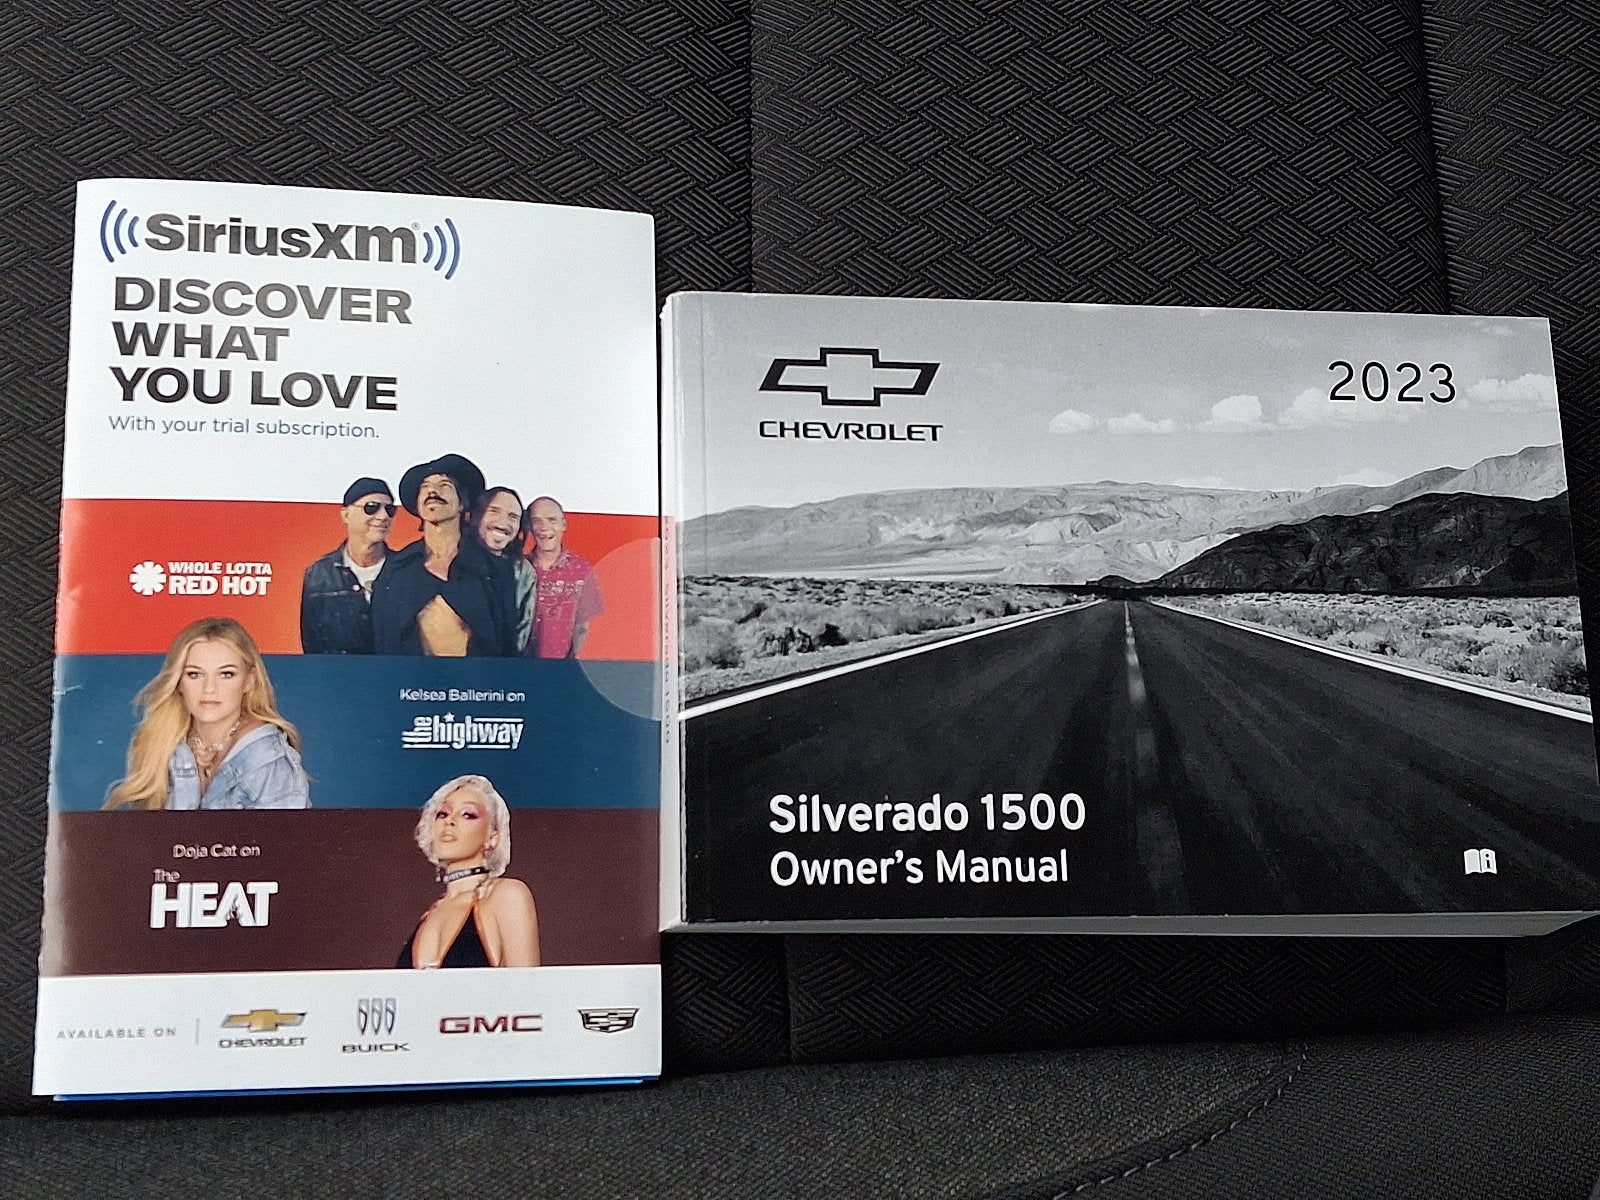 SiriusXm®
DISCOVER
WHAT
YOU LOVE
With your trial subscription.
WHOLE LOTTA
RED HOT
Kelsea Ballerini on
the highway
Doja Cat on
The
HEAT
AVAILABLE ON
CHEVROLET
BUICK
GMC
CHEVROLET
2023
Silverado 1500
Owner's Manual